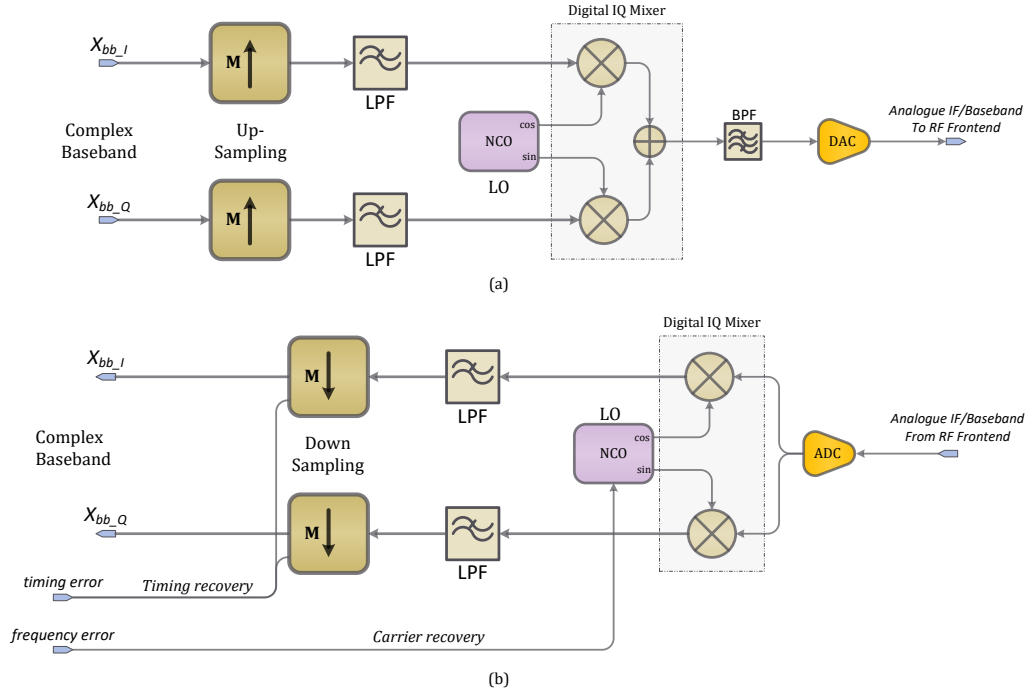 Digital IQ Mixer
X_bb_I
M
LPF
cos
NCO
sin
LO
Complex
Baseband
Up-
Sampling
BPF
DAC
Analogue IF/Baseband
To RF Frontend
X_bb_Q
M
LPF
(a)
Digital IQ Mixer
X_bb_I
M
LPF
LO
cos
NCO
sin
Complex
Baseband
Down
Sampling
ADC
Analogue IF/Baseband
From RF Frontend
X_bb_Q
M
LPF
timing error
Timing recovery
frequency error
Carrier recovery
(b)